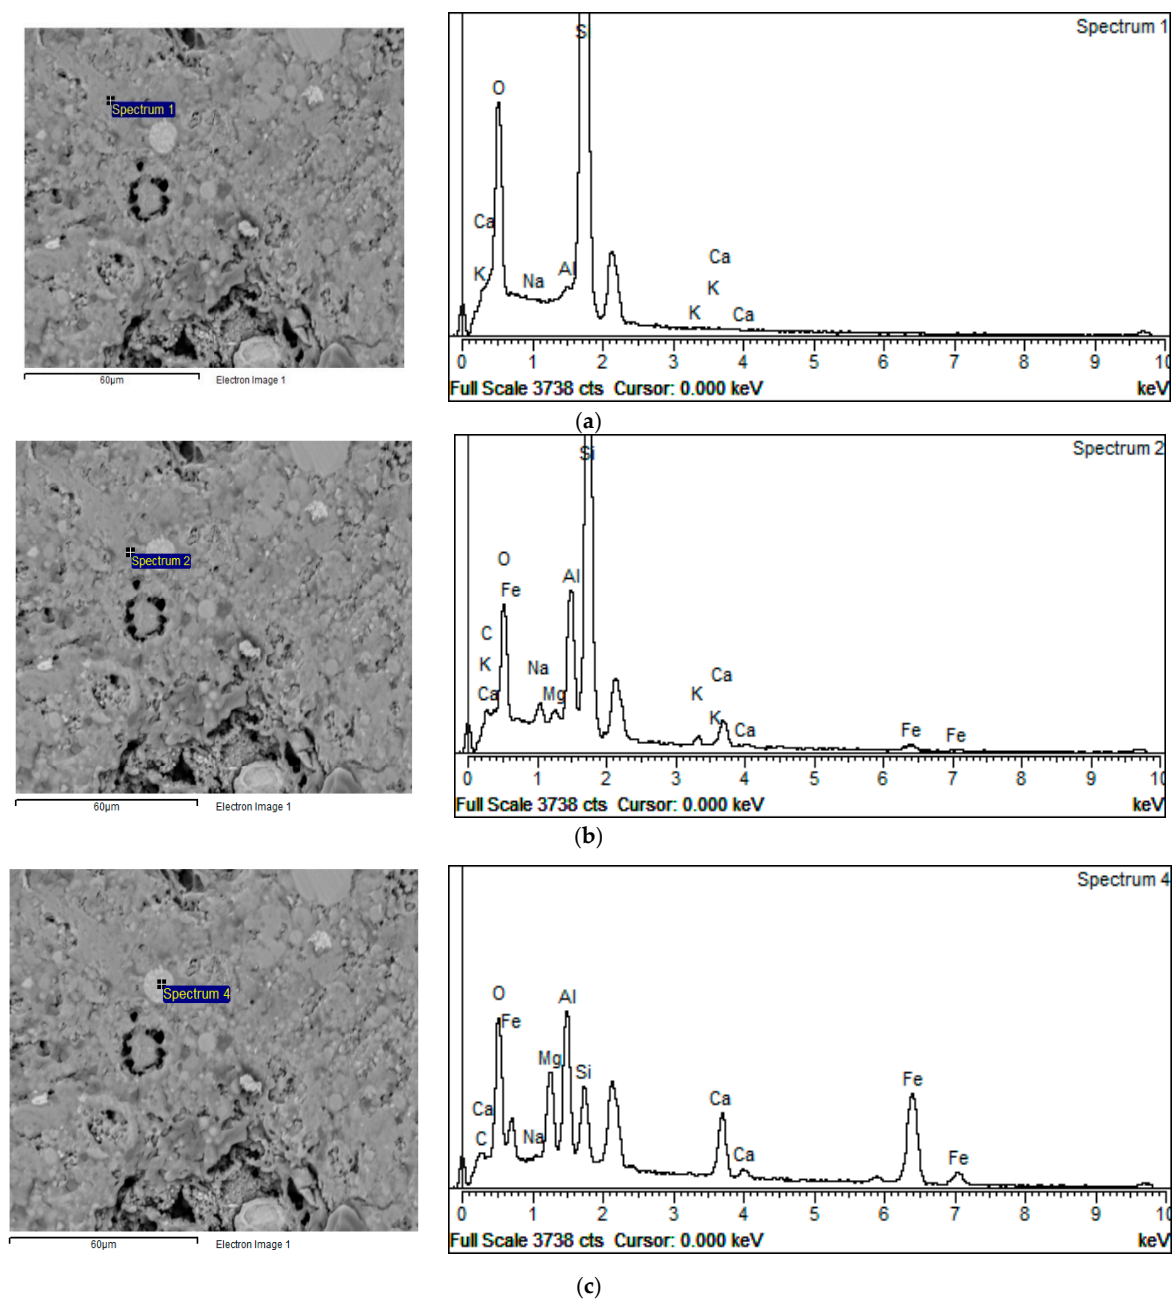 Spectrum 1
60µm
Electron Image 1
Spectrum 1
S
O
Ca
K
Na
Al
Ca
K
K
Ca
0 1 2 3 4 5 6 7 8 9 10
Full Scale 3738 cts Cursor: 0.000 keV
keV
(a)
Spectrum 2
60µm
Electron Image 1
Spectrum 2
Si
O
Fe
Al
C
K
Ca
Na
Mg
K
Ca
K
Ca
Fe
Fe
0 1 2 3 4 5 6 7 8 9 10
Full Scale 3738 cts Cursor: 0.000 keV
keV
(b)
Spectrum 4
60µm
Electron Image 1
Spectrum 4
O
Fe
Al
Mg
Si
Ca
C
Na
Ca
Ca
Fe
Fe
0 1 2 3 4 5 6 7 8 9 10
Full Scale 3738 cts Cursor: 0.000 keV
keV
(c)